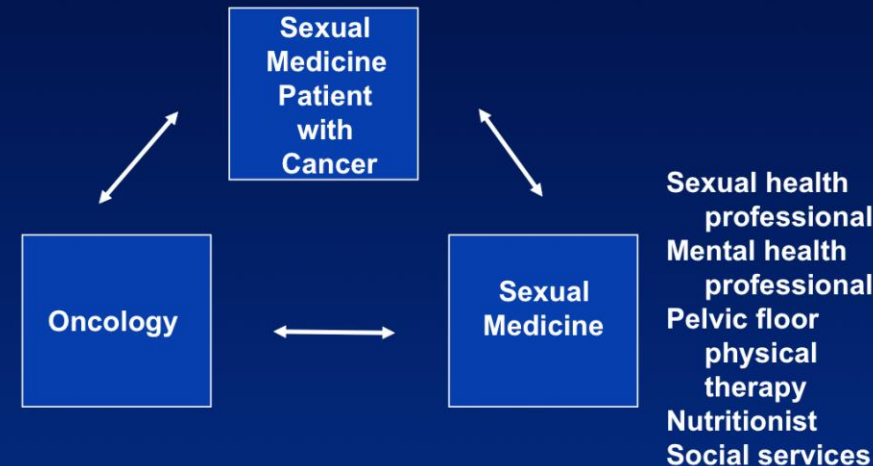 Sexual
Medicine
Patient
with
Cancer
Oncology
Sexual
Medicine
Sexual health
professional
Mental health
professional
Pelvic floor
physical
therapy
Nutritionist
Social services